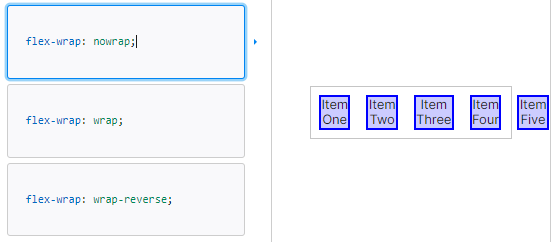 flex-wrap: nowrap;
flex-wrap: wrap;
flex-wrap: wrap-reverse;
Item One
Item Two
Item Three
Item Four
Item Five